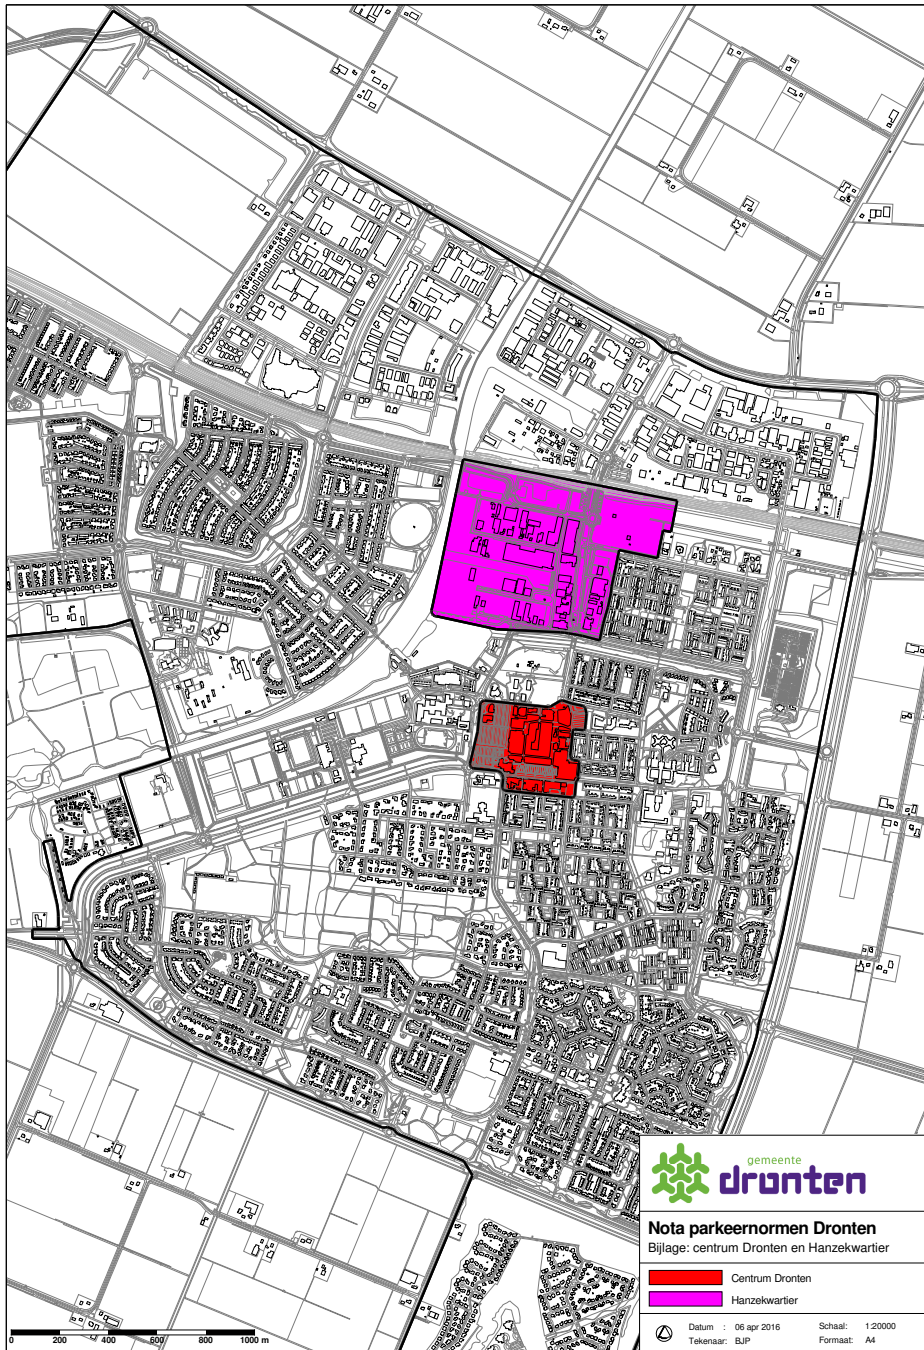 gemeente
dronten
Nota parkeernormen Dronten
Bijlage: centrum Dronten en Hanzekwartier
Centrum Dronten
Hanzekwartier
Datum : 06 apr 2016 Schaal: 1:20000
Tekenaar: BJP Formaat: A4
0 200 400 600 800 1000 m